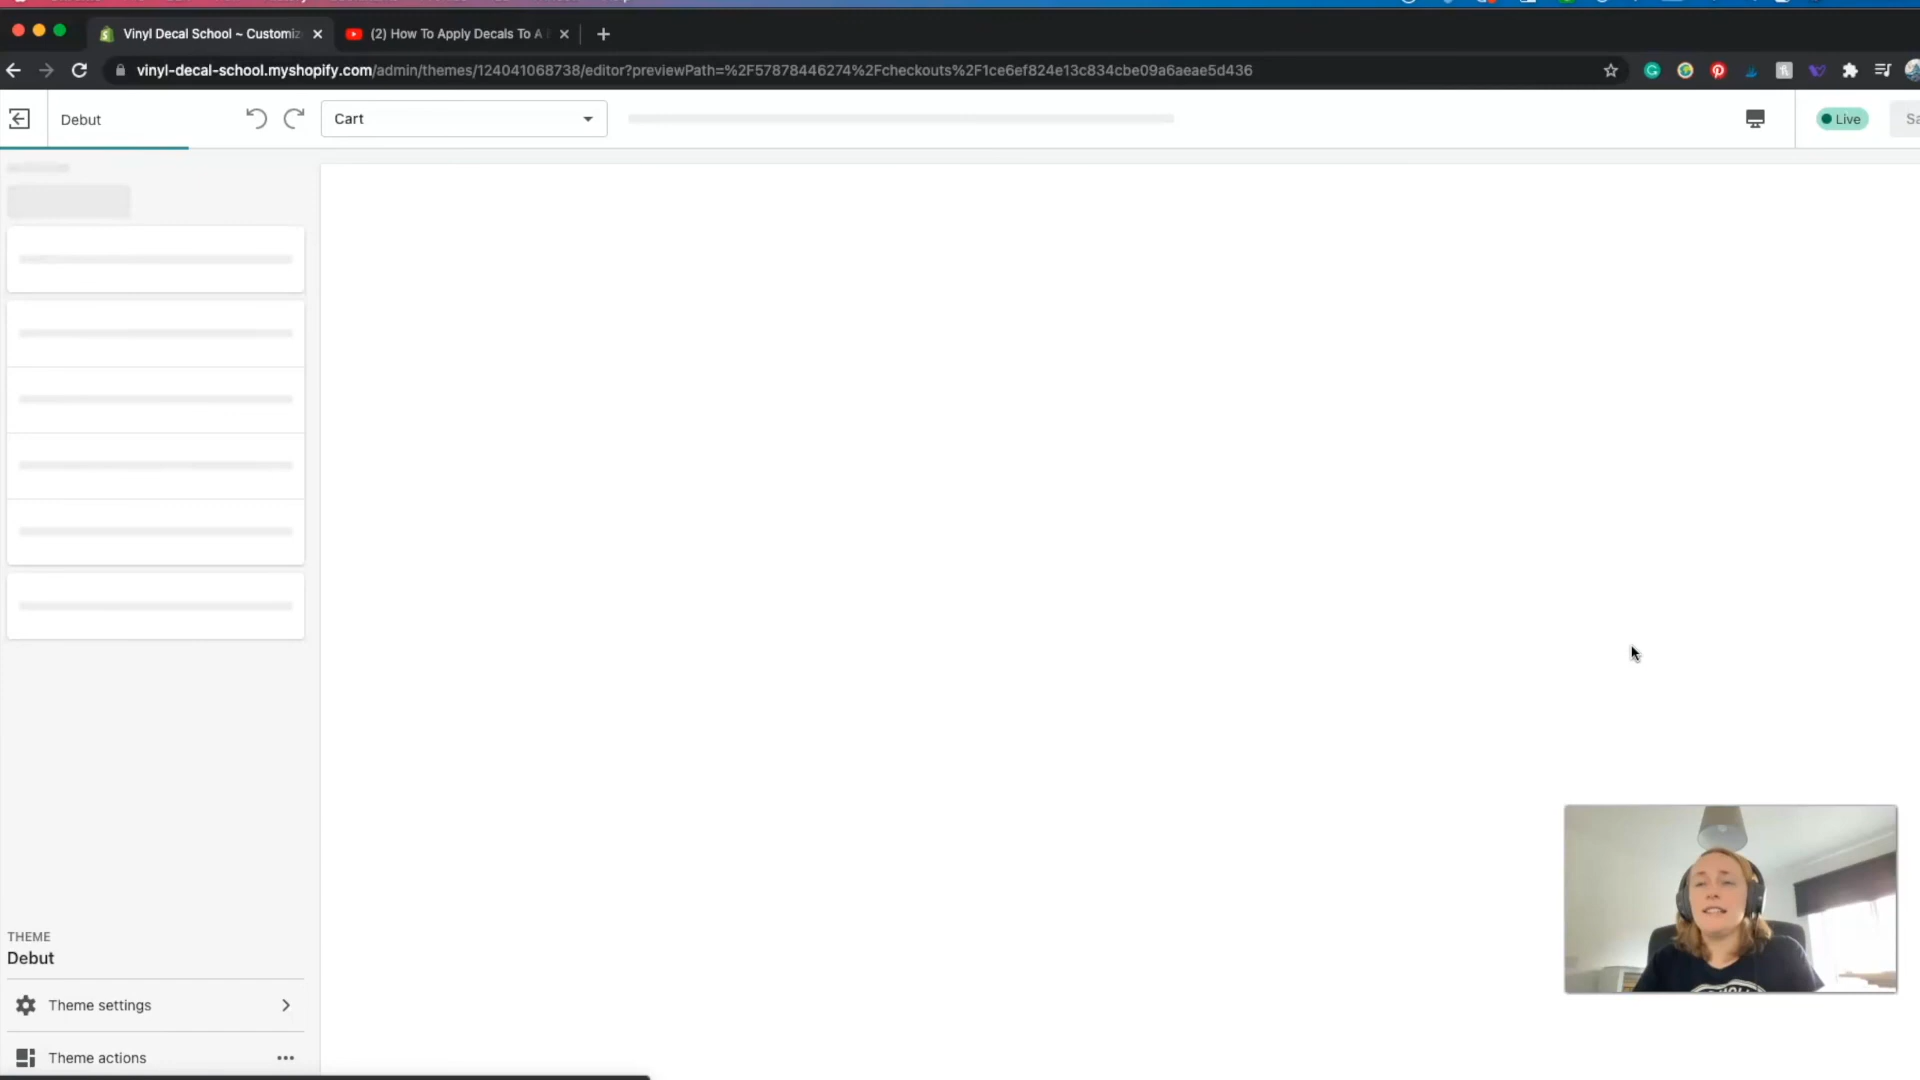 Vinyl Decal School ~ Customiz
(2) How To Apply Decals To A
vinyl-decal-school.myshopify.com/admin/themes/124041068738/editor?previewPath=%2F57878446274%2Fcheckouts%2F1ce6ef824e13c834cbe09a6aeae5d436
Debut
Cart
Live
Sa
THEME
Debut
Theme settings
Theme actions